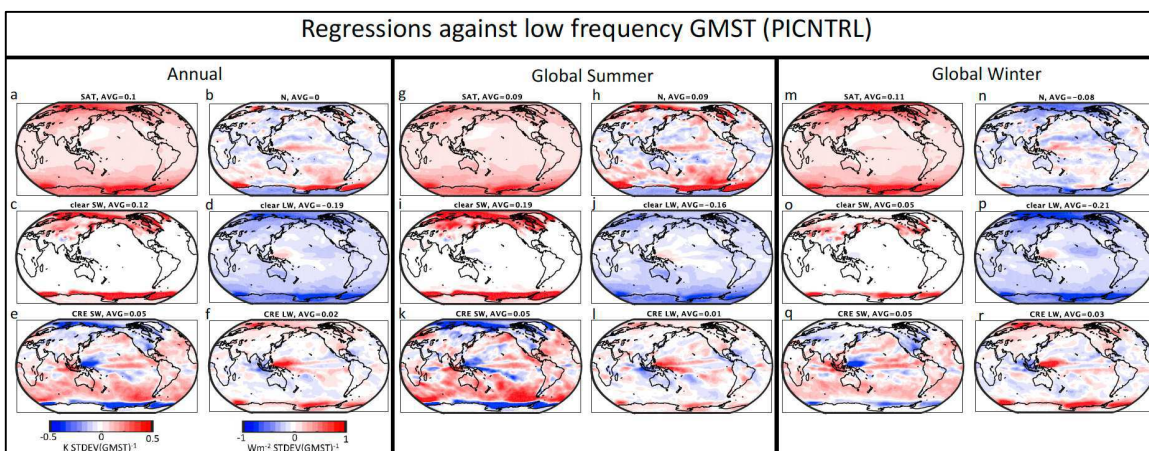 Regressions against low frequency GMST (PICNTRL)
Annual
a
SAT, AVG=0.1
b
N, AVG=0
c
clear SW, AVG=0.12
d
clear LW, AVG=-0.19
e
CRE SW, AVG=0.05
f
CRE LW, AVG=0.02
-0.5 0 0.5
K STDEV(GMST)-1
-1 0 1
Wm-2 STDEV(GMST)-1
Global Summer
g
SAT, AVG=0.09
h
N, AVG=0.09
i
clear SW, AVG=0.19
j
clear LW, AVG=-0.16
k
CRE SW, AVG=0.05
l
CRE LW, AVG=0.01
Global Winter
m
SAT, AVG=0.11
n
N, AVG=-0.08
o
clear SW, AVG=0.05
p
clear LW, AVG=-0.21
q
CRE SW, AVG=0.05
r
CRE LW, AVG=0.03